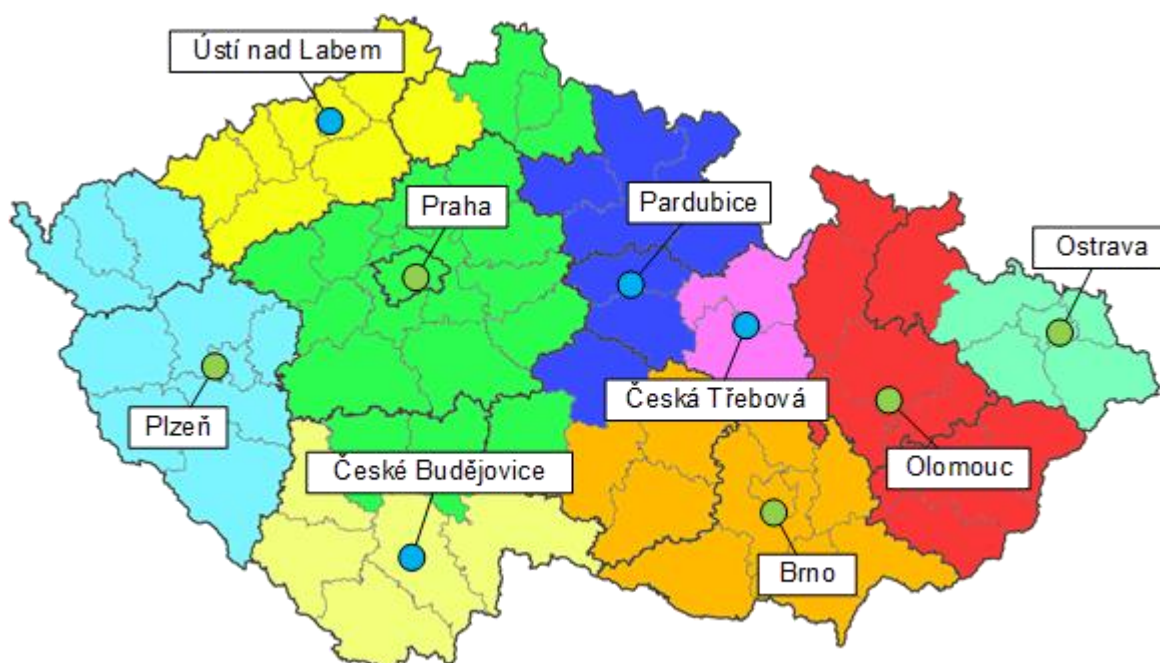 Ústí nad Labem
Praha
Pardubice
Ostrava
Plzeň
Česká Třebová
České Budějovice
Olomouc
Brno